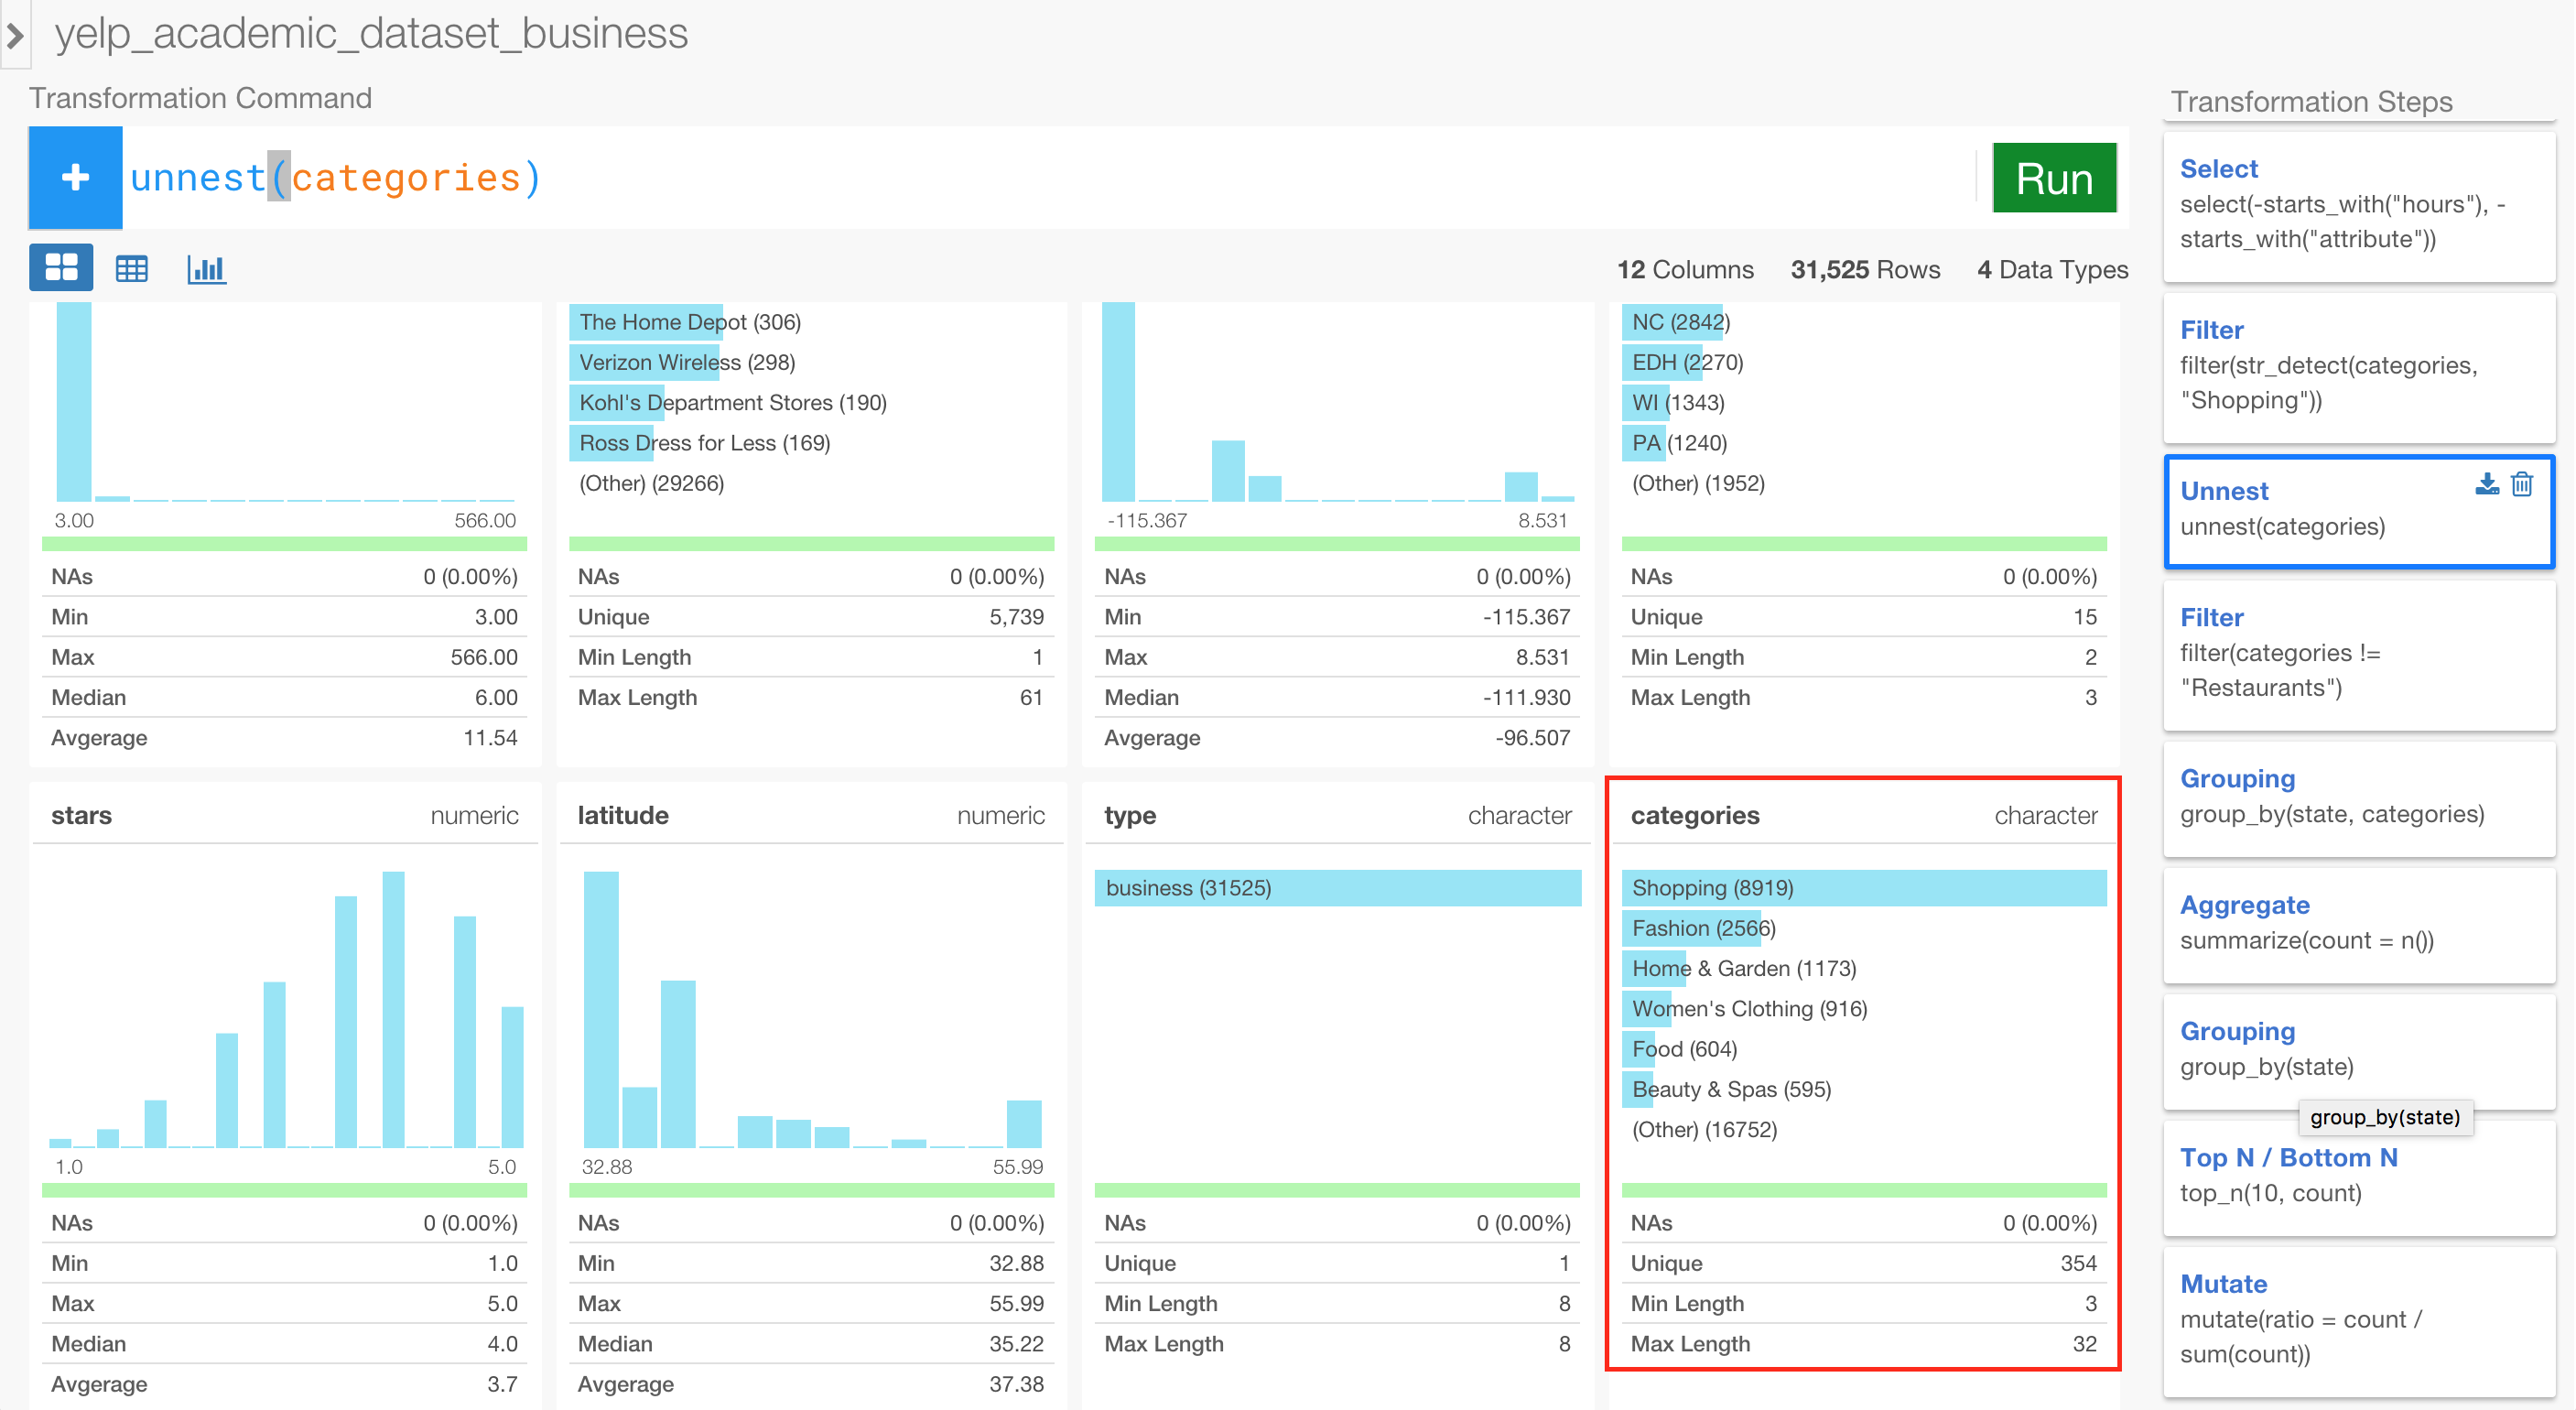 yelp_academic_dataset_business
Transformation Command
unnest(categories)
Run
12 Columns 31,525 Rows 4 Data Types
3.00 566.00
NAs 0 (0.00%)
Min 3.00
Max 566.00
Median 6.00
Avgerage 11.54
The Home Depot (306)
Verizon Wireless (298)
Kohl's Department Stores (190)
Ross Dress for Less (169)
(Other) (29266)
NAs 0 (0.00%)
Unique 5,739
Min Length 1
Max Length 61
-115.367 8.531
NAs 0 (0.00%)
Min -115.367
Max 8.531
Median -111.930
Avgerage -96.507
NC (2842)
EDH (2270)
WI (1343)
PA (1240)
(Other) (1952)
NAs 0 (0.00%)
Unique 15
Min Length 2
Max Length 3
stars numeric
1.0 5.0
NAs 0 (0.00%)
Min 1.0
Max 5.0
Median 4.0
Avgerage 3.7
latitude numeric
32.88 55.99
NAs 0 (0.00%)
Min 32.88
Max 55.99
Median 35.22
Avgerage 37.38
type character
business (31525)
NAs 0 (0.00%)
Unique 1
Min Length 8
Max Length 8
categories character
Shopping (8919)
Fashion (2566)
Home & Garden (1173)
Women's Clothing (916)
Food (604)
Beauty & Spas (595)
(Other) (16752)
NAs 0 (0.00%)
Unique 354
Min Length 3
Max Length 32
Transformation Steps
Select
select(-starts_with("hours"), -
starts_with("attribute"))
Filter
filter(str_detect(categories,
"Shopping"))
Unnest
unnest(categories)
Filter
filter(categories !=
"Restaurants")
Grouping
group_by(state, categories)
Aggregate
summarize(count = n())
Grouping
group_by(state)
group_by(state)
Top N / Bottom N
top_n(10, count)
Mutate
mutate(ratio = count /
sum(count))